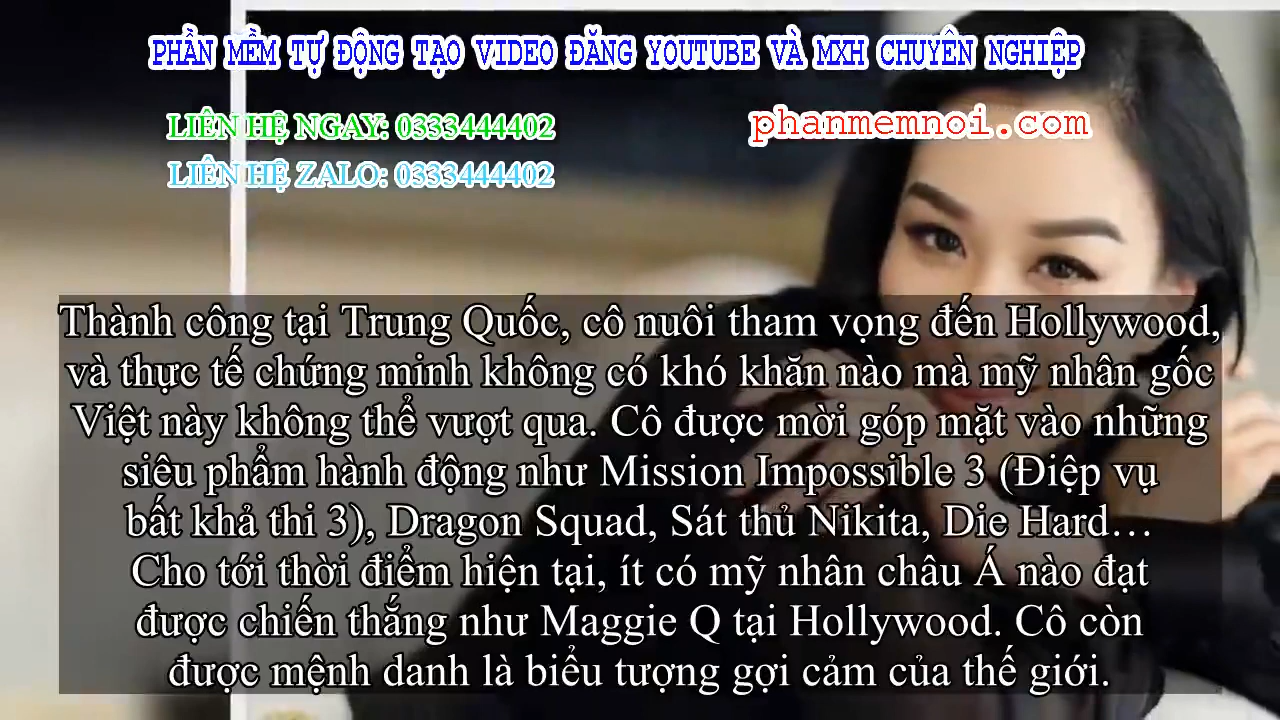 PHẦN MỀM TỰ ĐỘNG TẠO VIDEO ĐĂNG YOUTUBE VÀ MXH CHUYÊN NGHIỆP
LIÊN HỆ NGAY: 0333444402
phanmemnoi.com
LIÊN HỆ ZALO: 0333444402
Thành công tại Trung Quốc, cô nuôi tham vọng đến Hollywood,
và thực tế chứng minh không có khó khăn nào mà mỹ nhân gốc
Việt này không thể vượt qua. Cô được mời góp mặt vào những
siêu phẩm hành động như Mission Impossible 3 (Điệp vụ
bất khả thi 3), Dragon Squad, Sát thủ Nikita, Die Hard…
Cho tới thời điểm hiện tại, ít có mỹ nhân châu Á nào đạt
được chiến thắng như Maggie Q tại Hollywood. Cô còn
được mệnh danh là biểu tượng gợi cảm của thế giới.